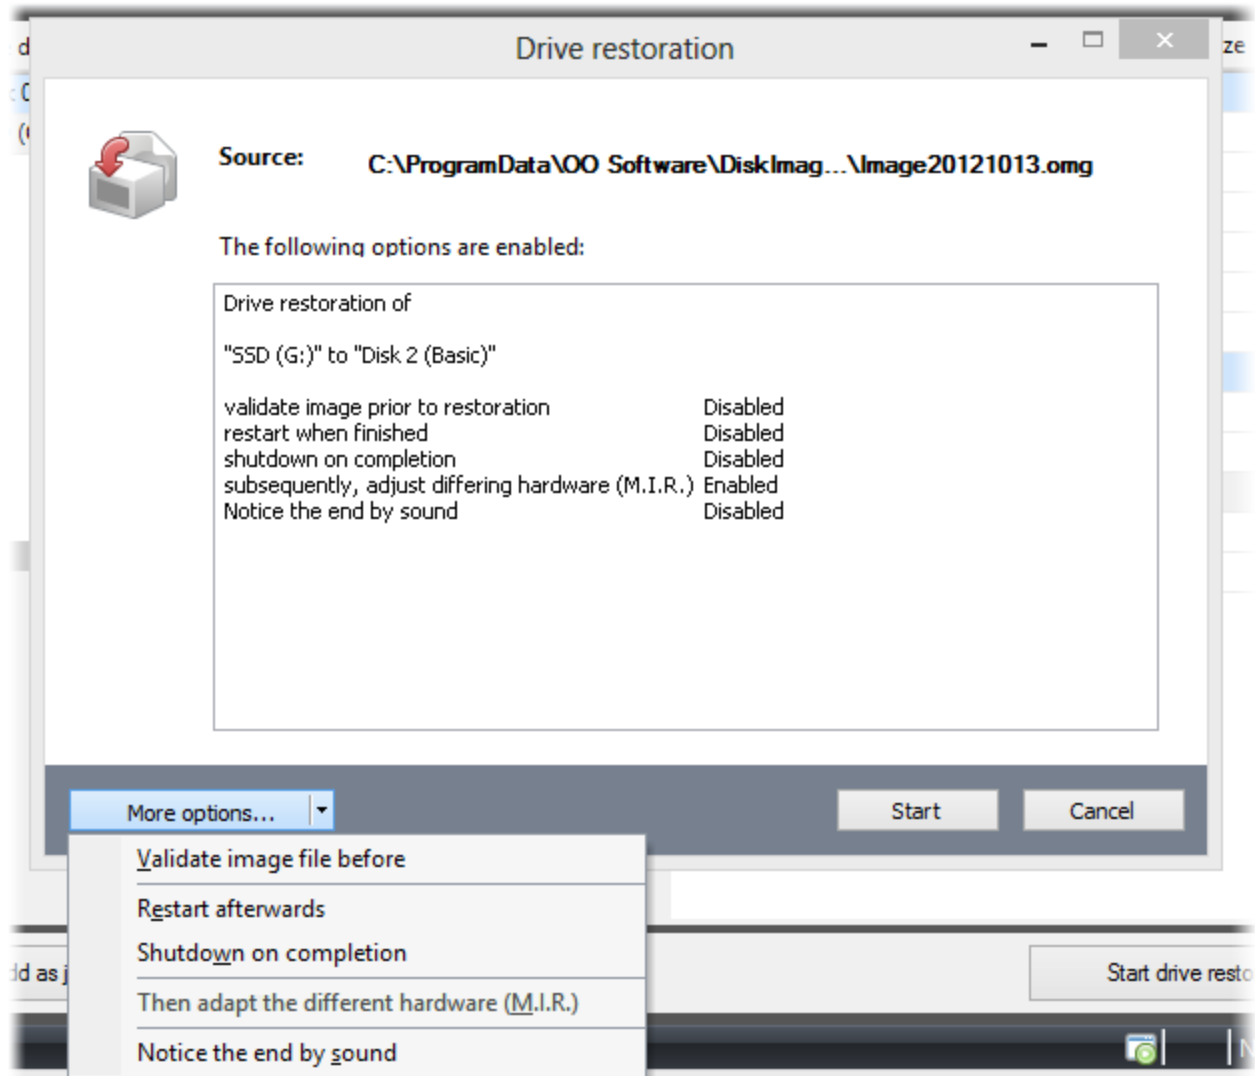 Drive restoration
ze
Source: C:\ProgramData\OO Software\DiskImag...\Image20121013.omg
The following options are enabled:
Drive restoration of
"SSD (G:)" to "Disk 2 (Basic)"
validate image prior to restoration Disabled
restart when finished Disabled
shutdown on completion Disabled
subsequently, adjust differing hardware (M.I.R.) Enabled
Notice the end by sound Disabled
More options... Start Cancel
Validate image file before
Restart afterwards
Shutdown on completion
dd as j Start drive resto
Then adapt the different hardware (M.I.R.)
Notice the end by sound